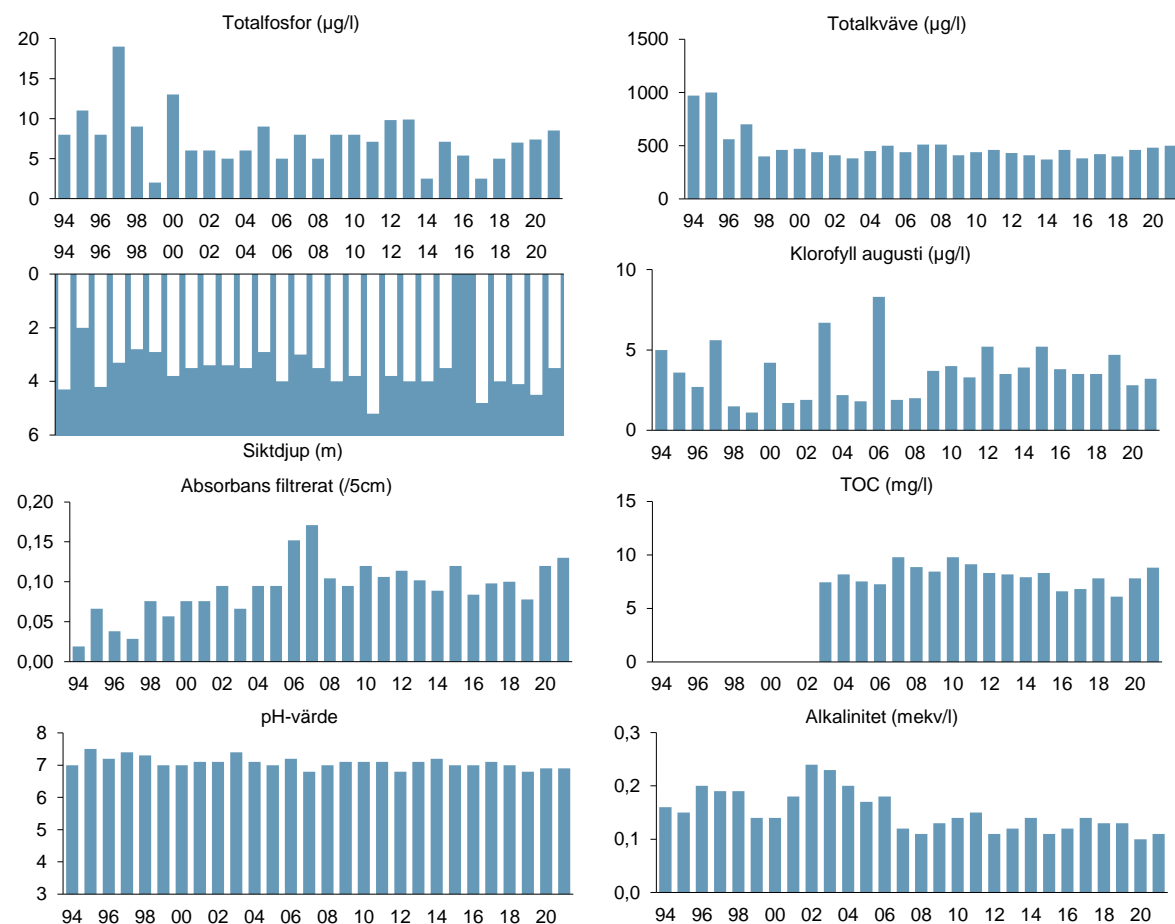 Totalfosfor (µg/l)
20
15
10
5
0
94 96 98 00 02 04 06 08 10 12 14 16 18 20
Totalkväve (µg/l)
1500
1000
500
0
94 96 98 00 02 04 06 08 10 12 14 16 18 20
94 96 98 00 02 04 06 08 10 12 14 16 18 20
0
2
4
6
Siktdjup (m)
Klorofyll augusti (µg/l)
10
5
0
94 96 98 00 02 04 06 08 10 12 14 16 18 20
Absorbans filtrerat (/5cm)
0,20
0,15
0,10
0,05
0,00
94 96 98 00 02 04 06 08 10 12 14 16 18 20
TOC (mg/l)
15
10
5
0
94 96 98 00 02 04 06 08 10 12 14 16 18 20
pH-värde
8
7
6
5
4
3
94 96 98 00 02 04 06 08 10 12 14 16 18 20
Alkalinitet (mekv/l)
0,3
0,2
0,1
0,0
94 96 98 00 02 04 06 08 10 12 14 16 18 20